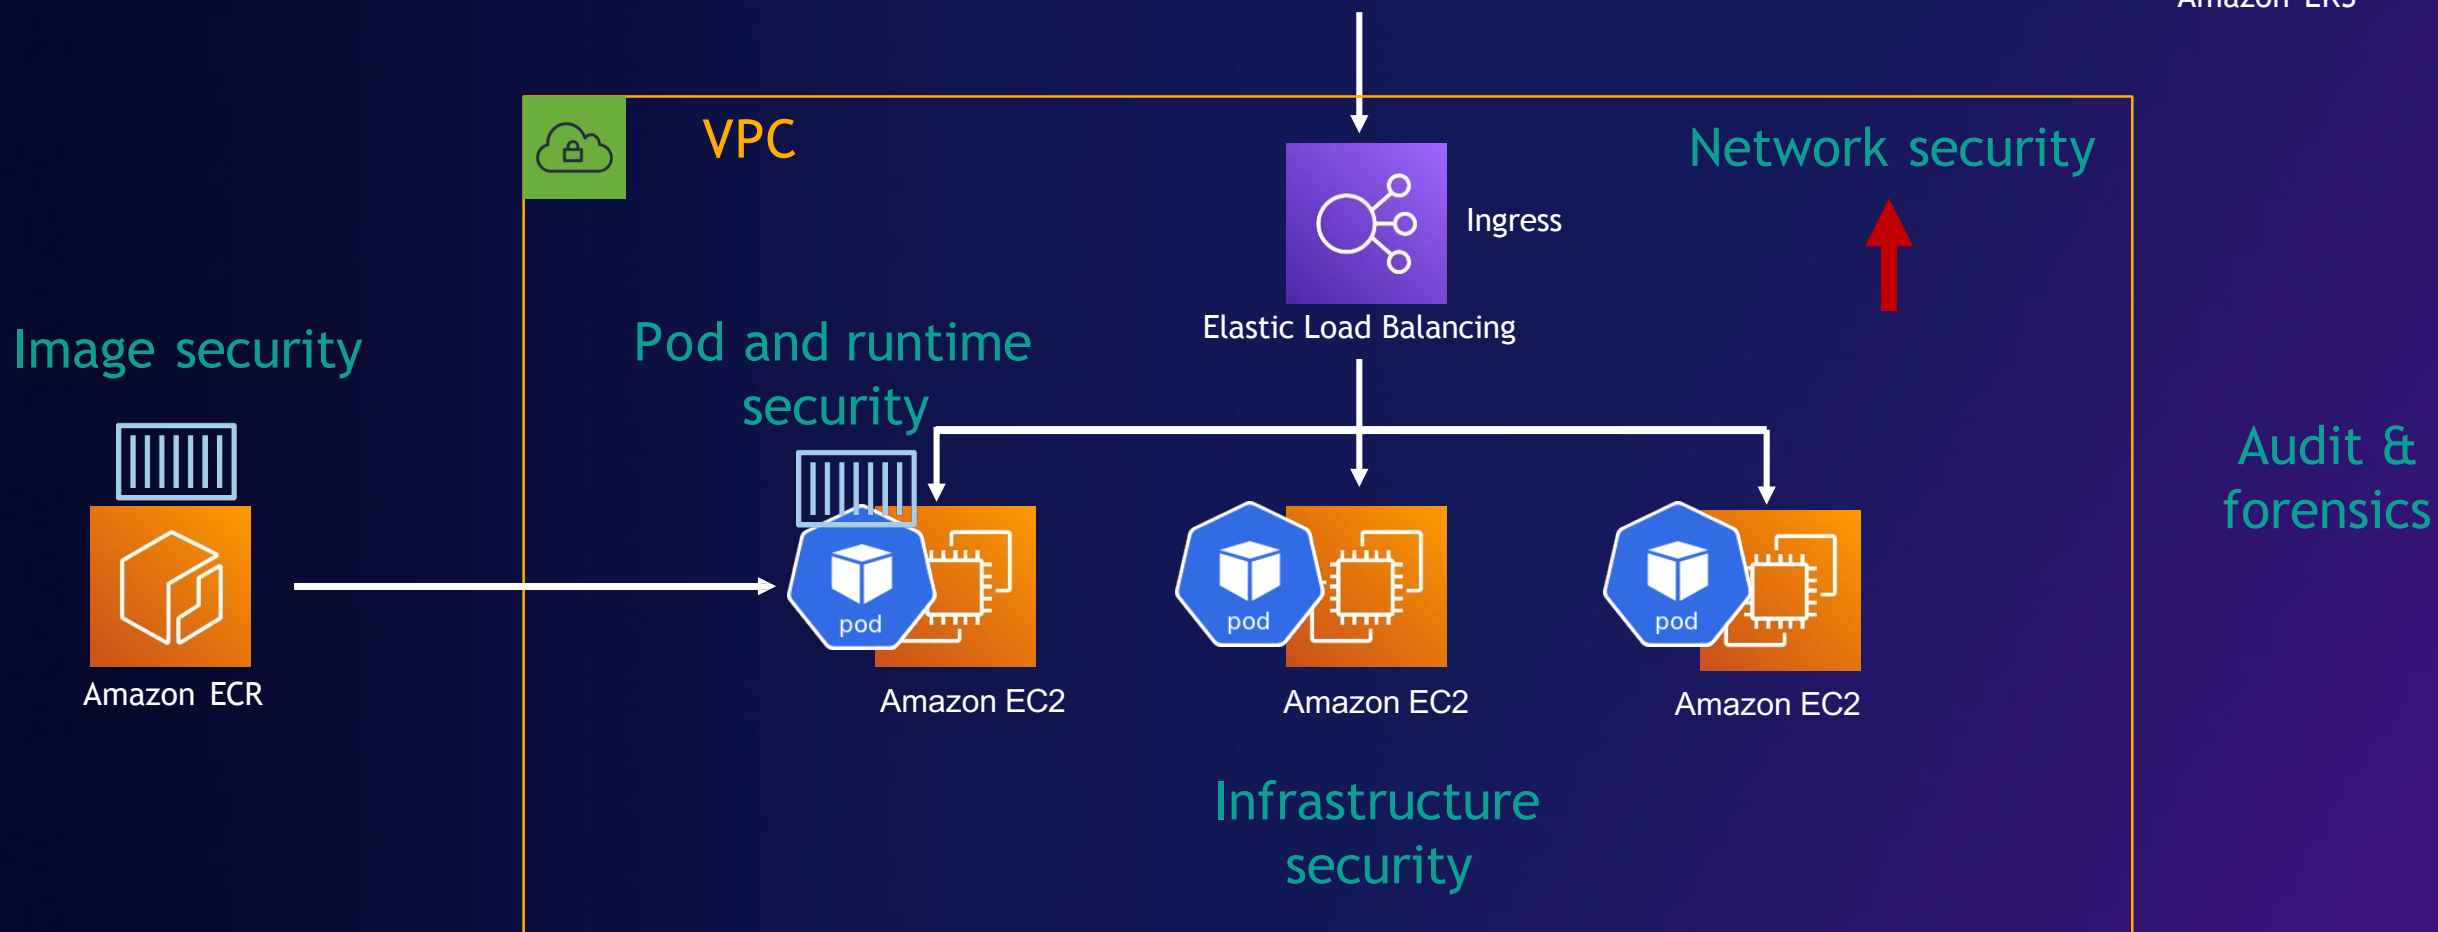 VPC
Network security
Ingress
Elastic Load Balancing
Image security
Pod and runtime
security
Audit &
forensics
pod
pod
pod
Amazon ECR
Amazon EC2
Amazon EC2
Amazon EC2
Infrastructure
security